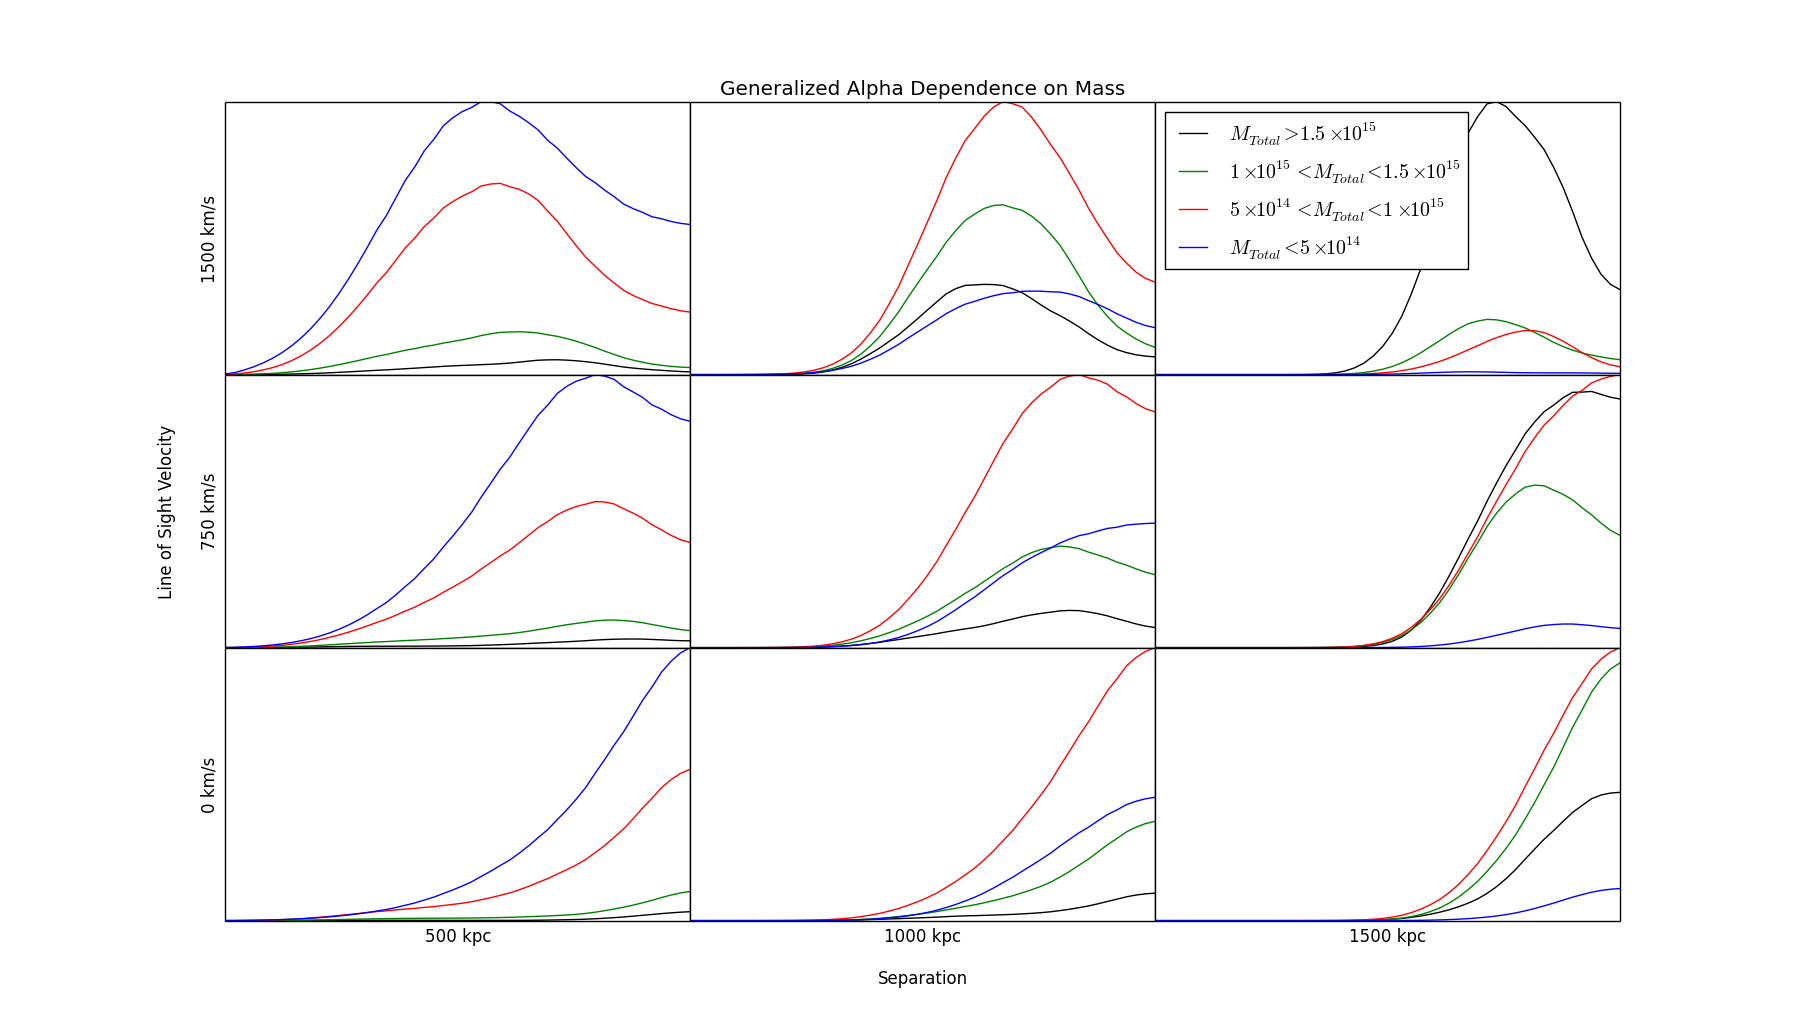 Generalized Alpha Dependence on Mass
M_Total >1.5 ×10^15
1 ×10^15 <M_Total <1.5 ×10^15
5 ×10^14 <M_Total <1 ×10^15
M_Total <5 ×10^14
1500 km/s
Line of Sight Velocity
750 km/s
0 km/s
500 kpc
1000 kpc
1500 kpc
Separation